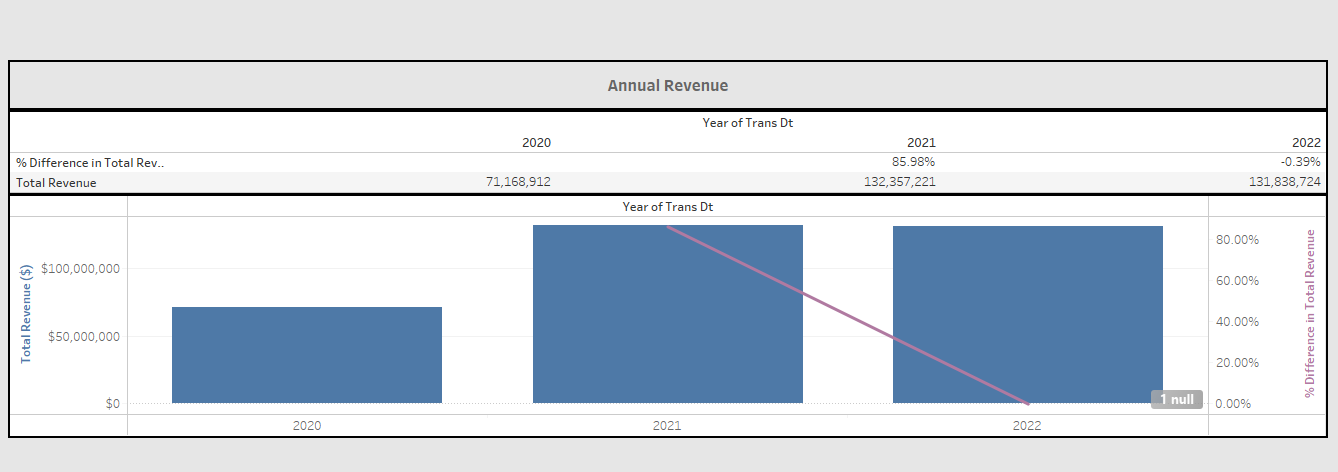 Annual Revenue
Year of Trans Dt
2020 2021 2022
% Difference in Total Rev.. 85.98% -0.39%
Total Revenue 71,168,912 132,357,221 131,838,724
Year of Trans Dt
Total Revenue ($)
$100,000,000
$50,000,000
$0
80.00%
60.00%
40.00%
20.00%
0.00%
% Difference in Total Revenue
1 null
2020 2021 2022